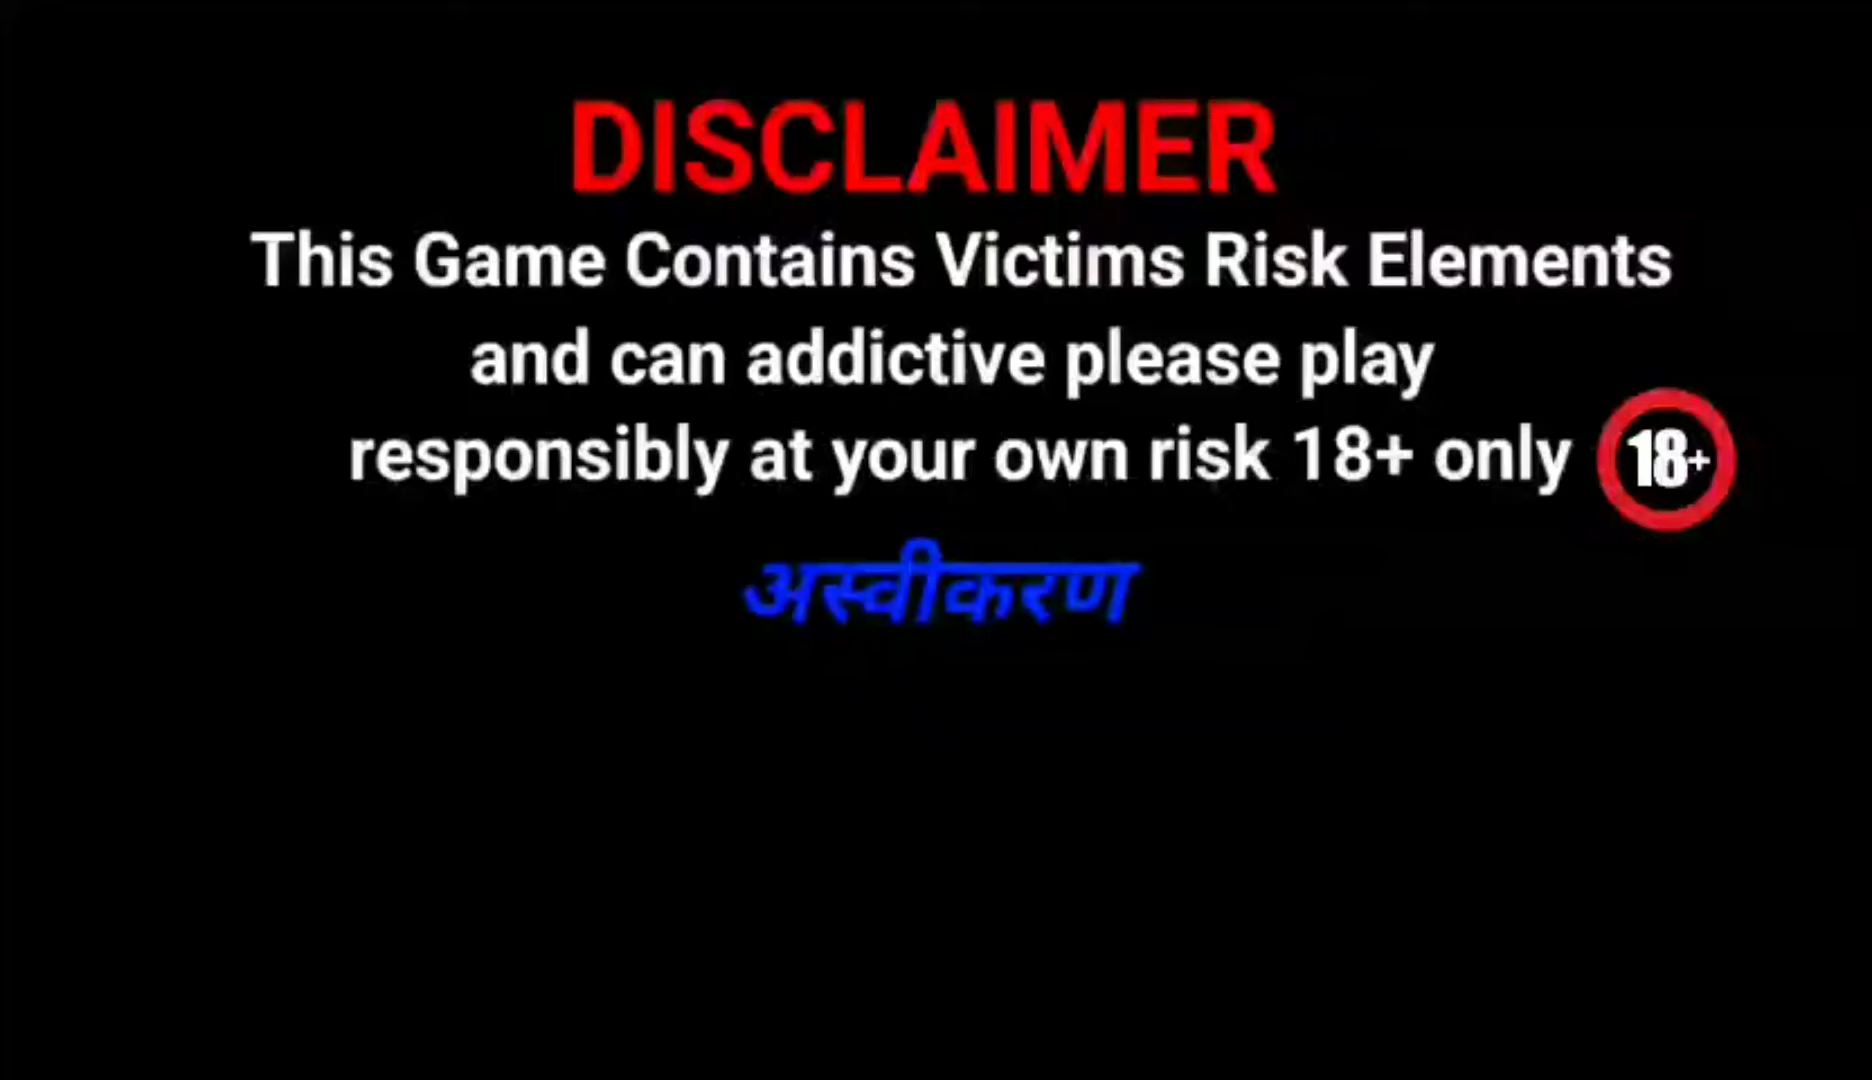 DISCLAIMER
This Game Contains Victims Risk Elements
and can addictive please play
responsibly at your own risk 18+ only 18+
अस्वीकरण